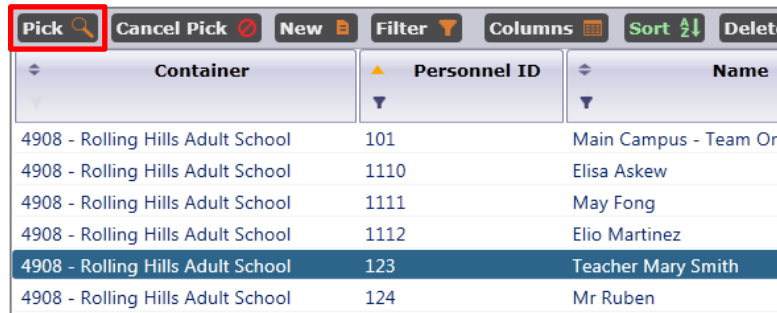 Pick Cancel Pick New Filter Columns Sort Delet
Container Personnel ID Name
4908 - Rolling Hills Adult School 101 Main Campus - Team Or
4908 - Rolling Hills Adult School 1110 Elisa Askew
4908 - Rolling Hills Adult School 1111 May Fong
4908 - Rolling Hills Adult School 1112 Elio Martinez
4908 - Rolling Hills Adult School 123 Teacher Mary Smith
4908 - Rolling Hills Adult School 124 Mr Ruben